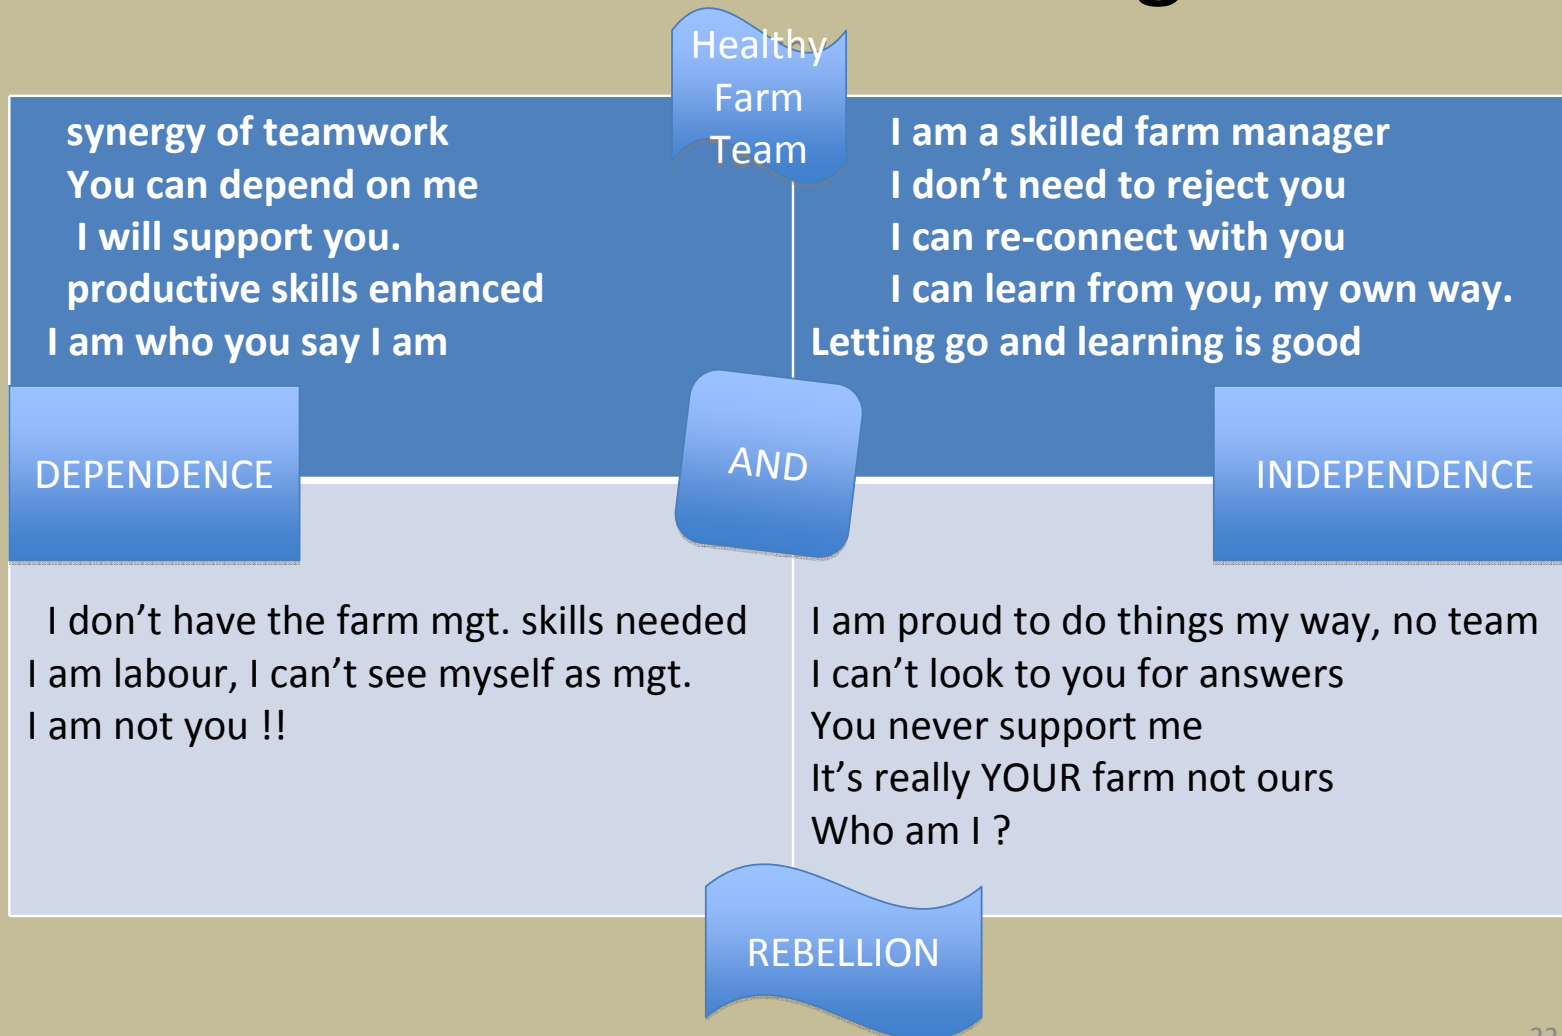 Healthy
Farm
Team
synergy of teamwork
You can depend on me
I will support you.
productive skills enhanced
I am who you say I am
I am a skilled farm manager
I don’t need to reject you
I can re-connect with you
I can learn from you, my own way.
Letting go and learning is good
DEPENDENCE
AND
INDEPENDENCE
I don’t have the farm mgt. skills needed
I am labour, I can’t see myself as mgt.
I am not you !!
I am proud to do things my way, no team
I can’t look to you for answers
You never support me
It’s really YOUR farm not ours
Who am I ?
REBELLION